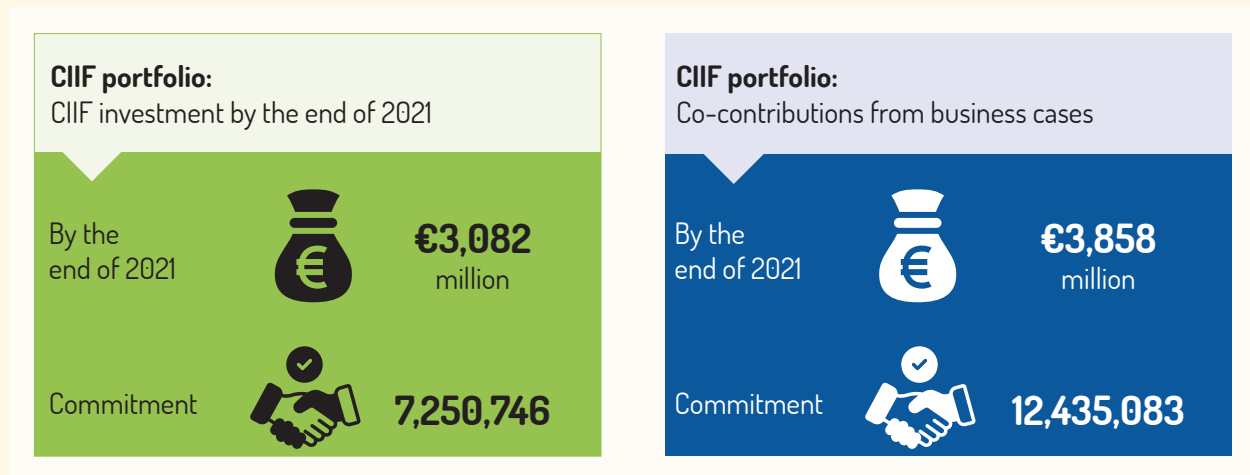 CIIF portfolio:
CIIF investment by the end of 2021
By the
end of 2021
€
€3,082
million
Commitment
7,250,746
CIIF portfolio:
Co-contributions from business cases
By the
end of 2021
€
€3,858
million
Commitment
12,435,083